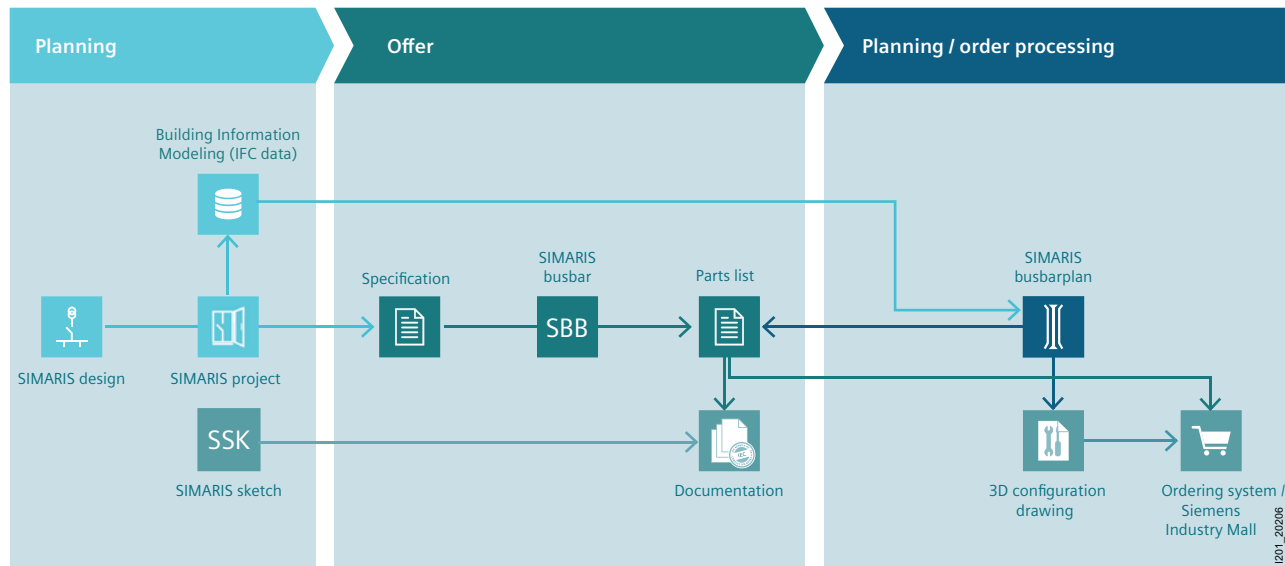 Planning
Offer
Planning / order processing
Building Information
Modeling (IFC data)
SIMARIS
busbar
SIMARIS
busbarplan
Specification
Parts list
SBB
SIMARIS design
SIMARIS project
SSK
IEC
SIMARIS sketch
Documentation
3D configuration
drawing
Ordering system /
Siemens
Industry Mall
I201_20206